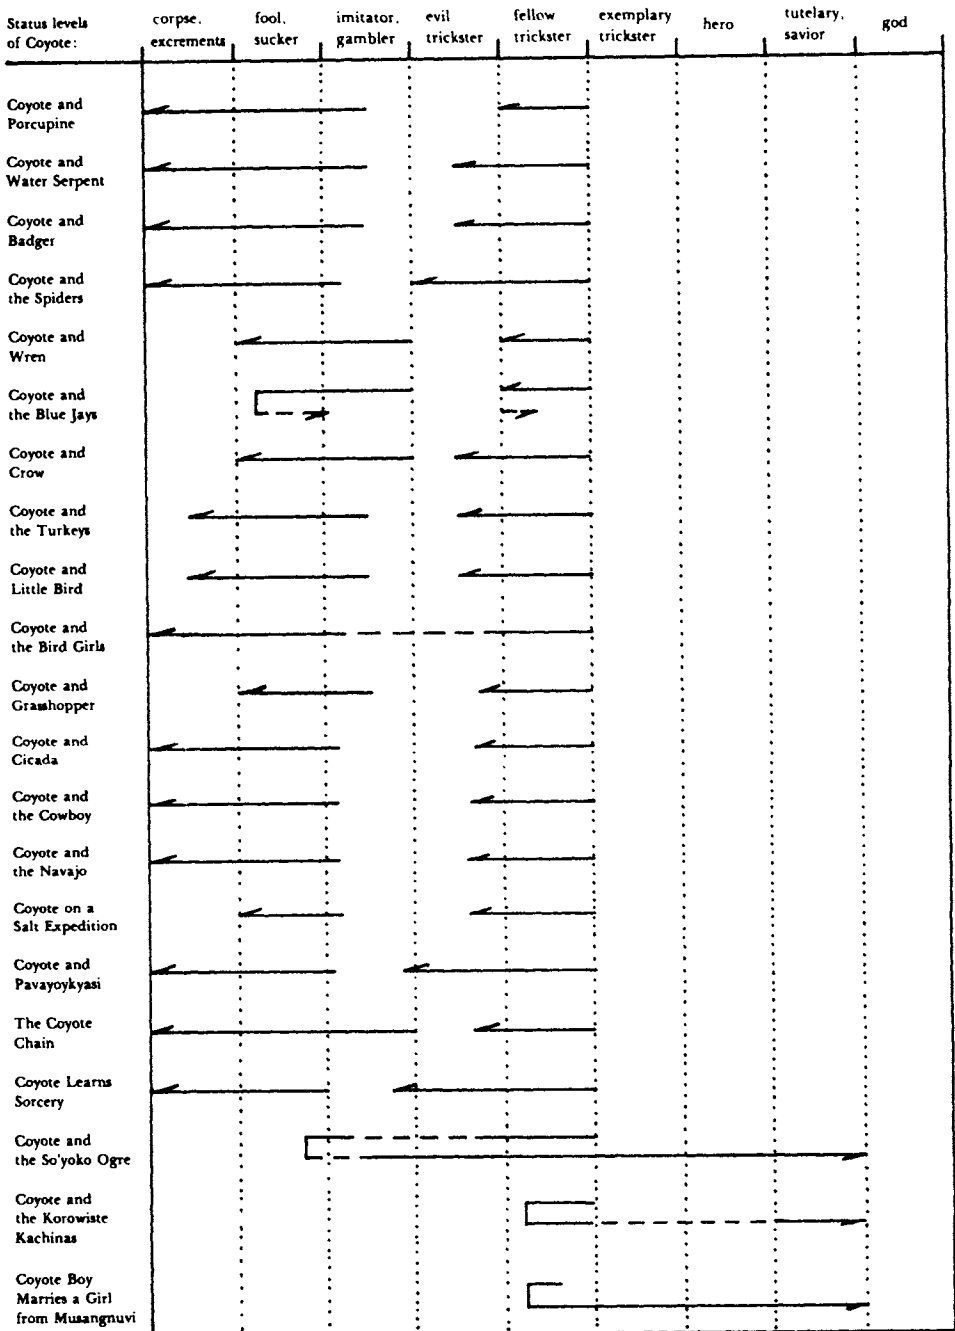 Status levels
of Coyote:
corpse,
excrements
fool,
sucker
imitator,
gambler
evil
trickster
fellow
trickster
exemplary
trickster
hero
tutelary,
savior
god
Coyote and
Porcupine
Coyote and
Water Serpent
Coyote and
Badger
Coyote and
the Spiders
Coyote and
Wren
Coyote and
the Blue Jays
Coyote and
Crow
Coyote and
the Turkeys
Coyote and
Little Bird
Coyote and
the Bird Girls
Coyote and
Grasshopper
Coyote and
Cicada
Coyote and
the Cowboy
Coyote and
the Navajo
Coyote on a
Salt Expedition
Coyote and
Pavayoykyasi
The Coyote
Chain
Coyote Learns
Sorcery
Coyote and
the So'yoko Ogre
Coyote and
the Korowiste
Kachinas
Coyote Boy
Marries a Girl
from Musangnuvi